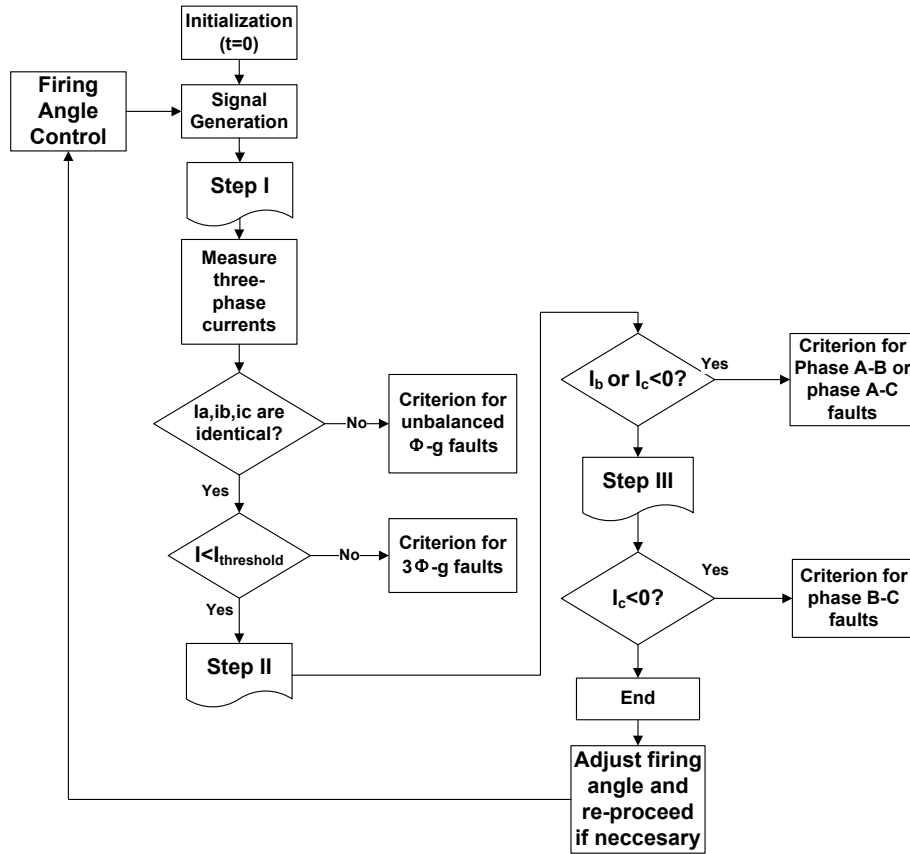 Initialization
(t=0)
Firing
Angle
Control
Signal
Generation
Step I
Measure
three-
phase
currents
Ia,ib,ic are
identical?
No
Criterion for
unbalanced
Φ-g faults
Yes
I<Ithreshold
No
Criterion for
3Φ-g faults
Yes
Step II
Ib or Ic<0?
Yes
Criterion for
Phase A-B or
phase A-C
faults
Step III
Ic<0?
Yes
Criterion for
phase B-C
faults
End
Adjust firing
angle and
re-proceed
if neccesary